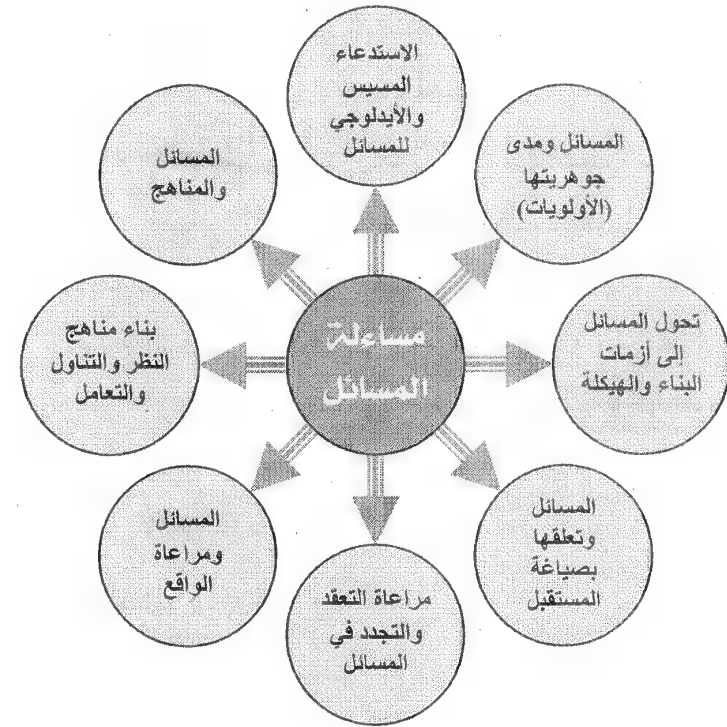 الاستدعاء
المسيس
والأيدلوجي
للمسائل
المسائل ومدى
جوهريتها
(الأولويات)
تحول المسائل
إلى أزمات
البناء والهيكلة
المسائل
وتعلقها
بصياغة
المستقبل
مراعاة التعقد
والتجدد في
المسائل
المسائل
ومراعاة
الواقع
بناء مناهج
النظر والتناول
والتعامل
المسائل
والمناهج
مساءلة
المسائل